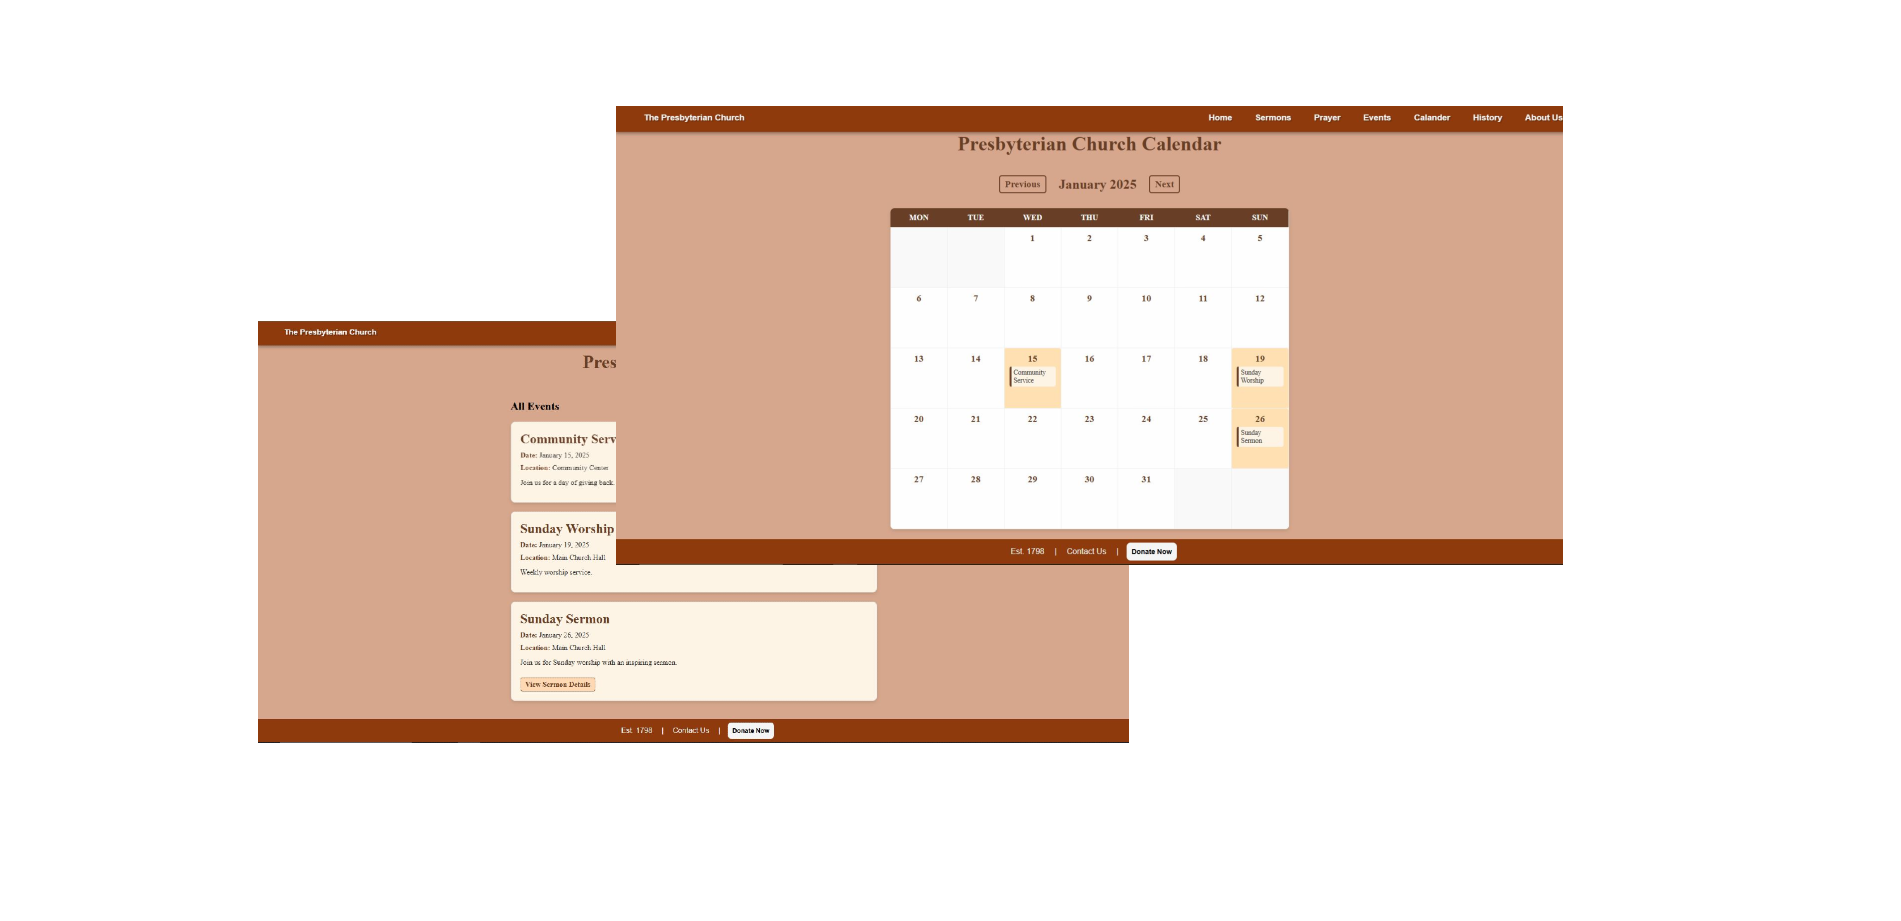 The Presbyterian Church
Home Sermons Prayer Events Calander History About Us
Presbyterian Church Calendar
Previous January 2025 Next
MON TUE WED THU FRI SAT SUN
1 2 3 4 5
6 7 8 9 10 11 12
13 14 15 16 17 18 19
Community Sunday
Service Worship
20 21 22 23 24 25 26
Sunday
Sermon
27 28 29 30 31
Est. 1798 | Contact Us | Donate Now
The Presbyterian Church
Pres
All Events
Community Serv
Date: January 15, 2025
Location: Community Center
Join us for a day of giving back.
Sunday Worship
Date: January 19, 2025
Location: Main Church Hall
Weekly worship service.
Sunday Sermon
Date: January 26, 2025
Location: Main Church Hall
Join us for Sunday worship with an inspiring sermon.
View Sermon Details
Est. 1798 | Contact Us | Donate Now